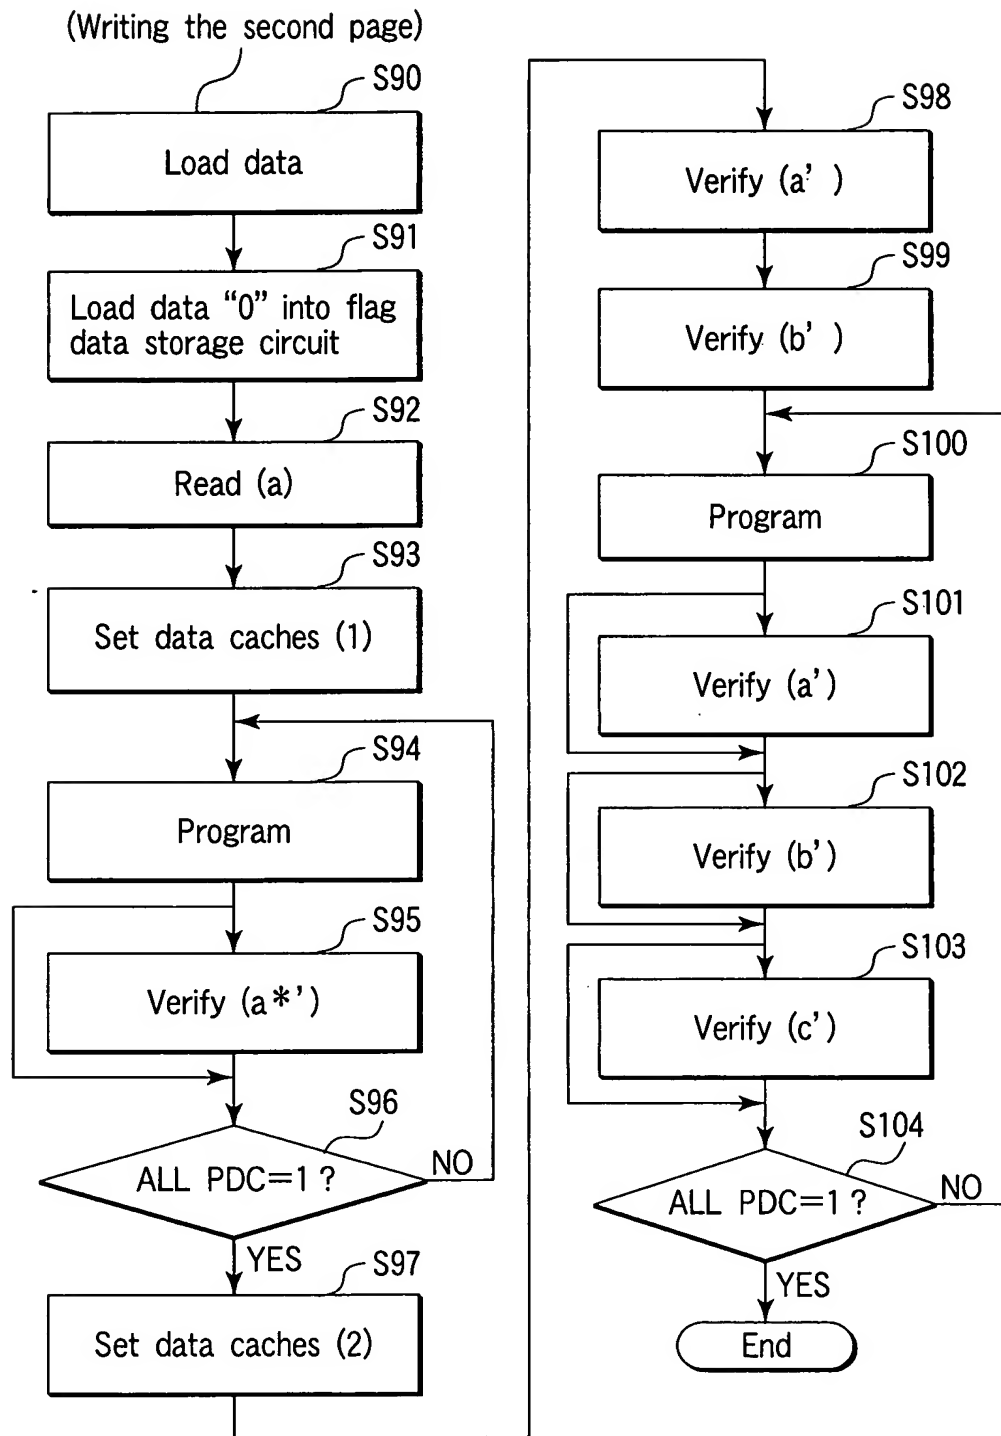 (Writing the second page)
S90
Load data
S91
Load data “0” into flag
data storage circuit
S92
Read (a)
S93
Set data caches (1)
S94
Program
S95
Verify (a*’)
S96
ALL PDC=1 ?
NO
YES
S97
Set data caches (2)
S98
Verify (a’ )
S99
Verify (b’ )
S100
Program
S101
Verify (a’)
S102
Verify (b’)
S103
Verify (c’)
S104
ALL PDC=1 ?
NO
YES
End